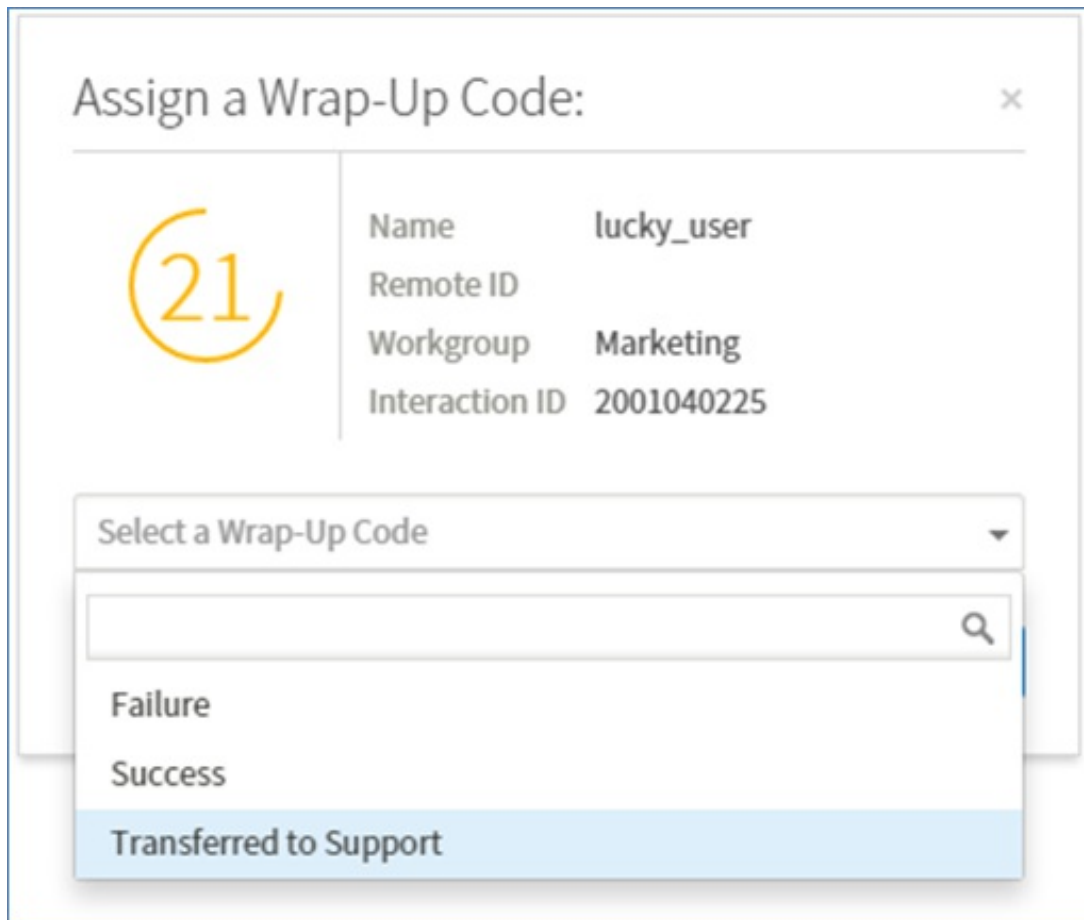 Assign a Wrap-Up Code:
×
21
Name lucky_user
Remote ID
Workgroup Marketing
Interaction ID 2001040225
Select a Wrap-Up Code
Failure
Success
Transferred to Support